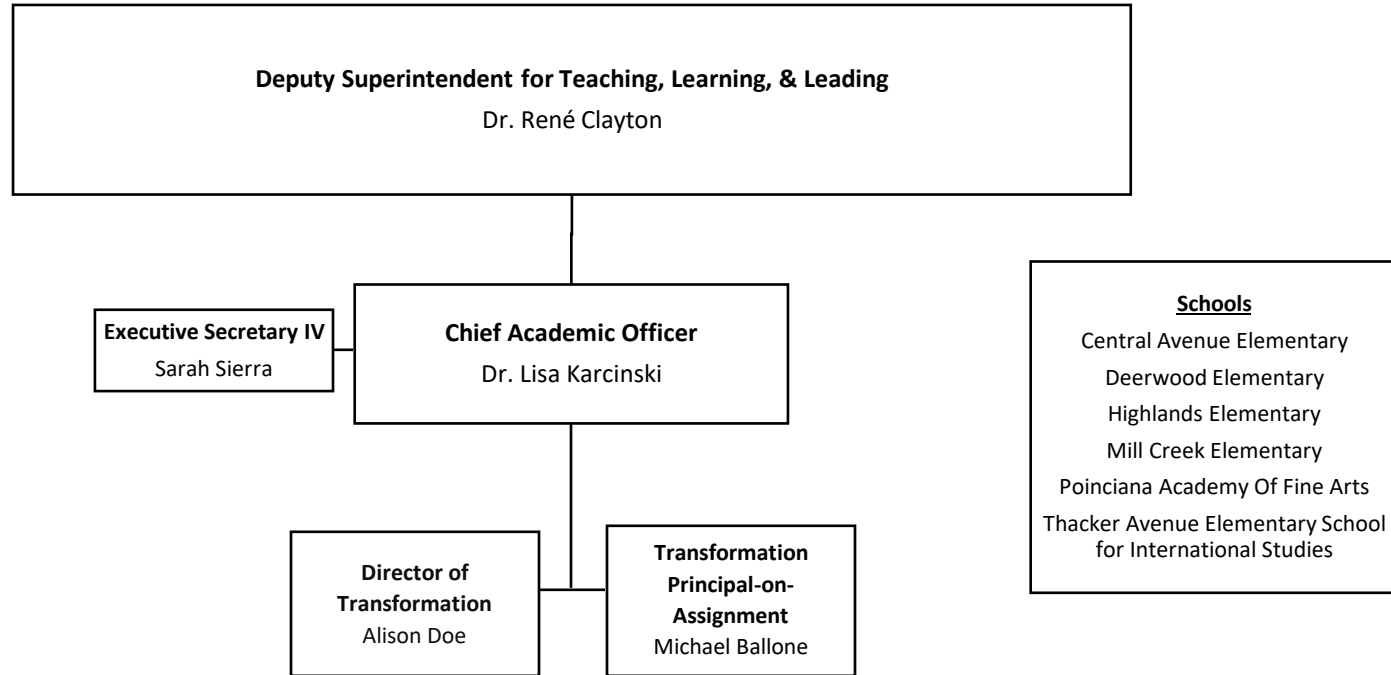 Deputy Superintendent for Teaching, Learning, & Leading
Dr. René Clayton
Executive Secretary IV
Sarah Sierra
Chief Academic Officer
Dr. Lisa Karcinski
Schools
Central Avenue Elementary
Deerwood Elementary
Highlands Elementary
Mill Creek Elementary
Poinciana Academy Of Fine Arts
Thacker Avenue Elementary School
for International Studies
Director of
Transformation
Alison Doe
Transformation
Principal-on-
Assignment
Michael Ballone